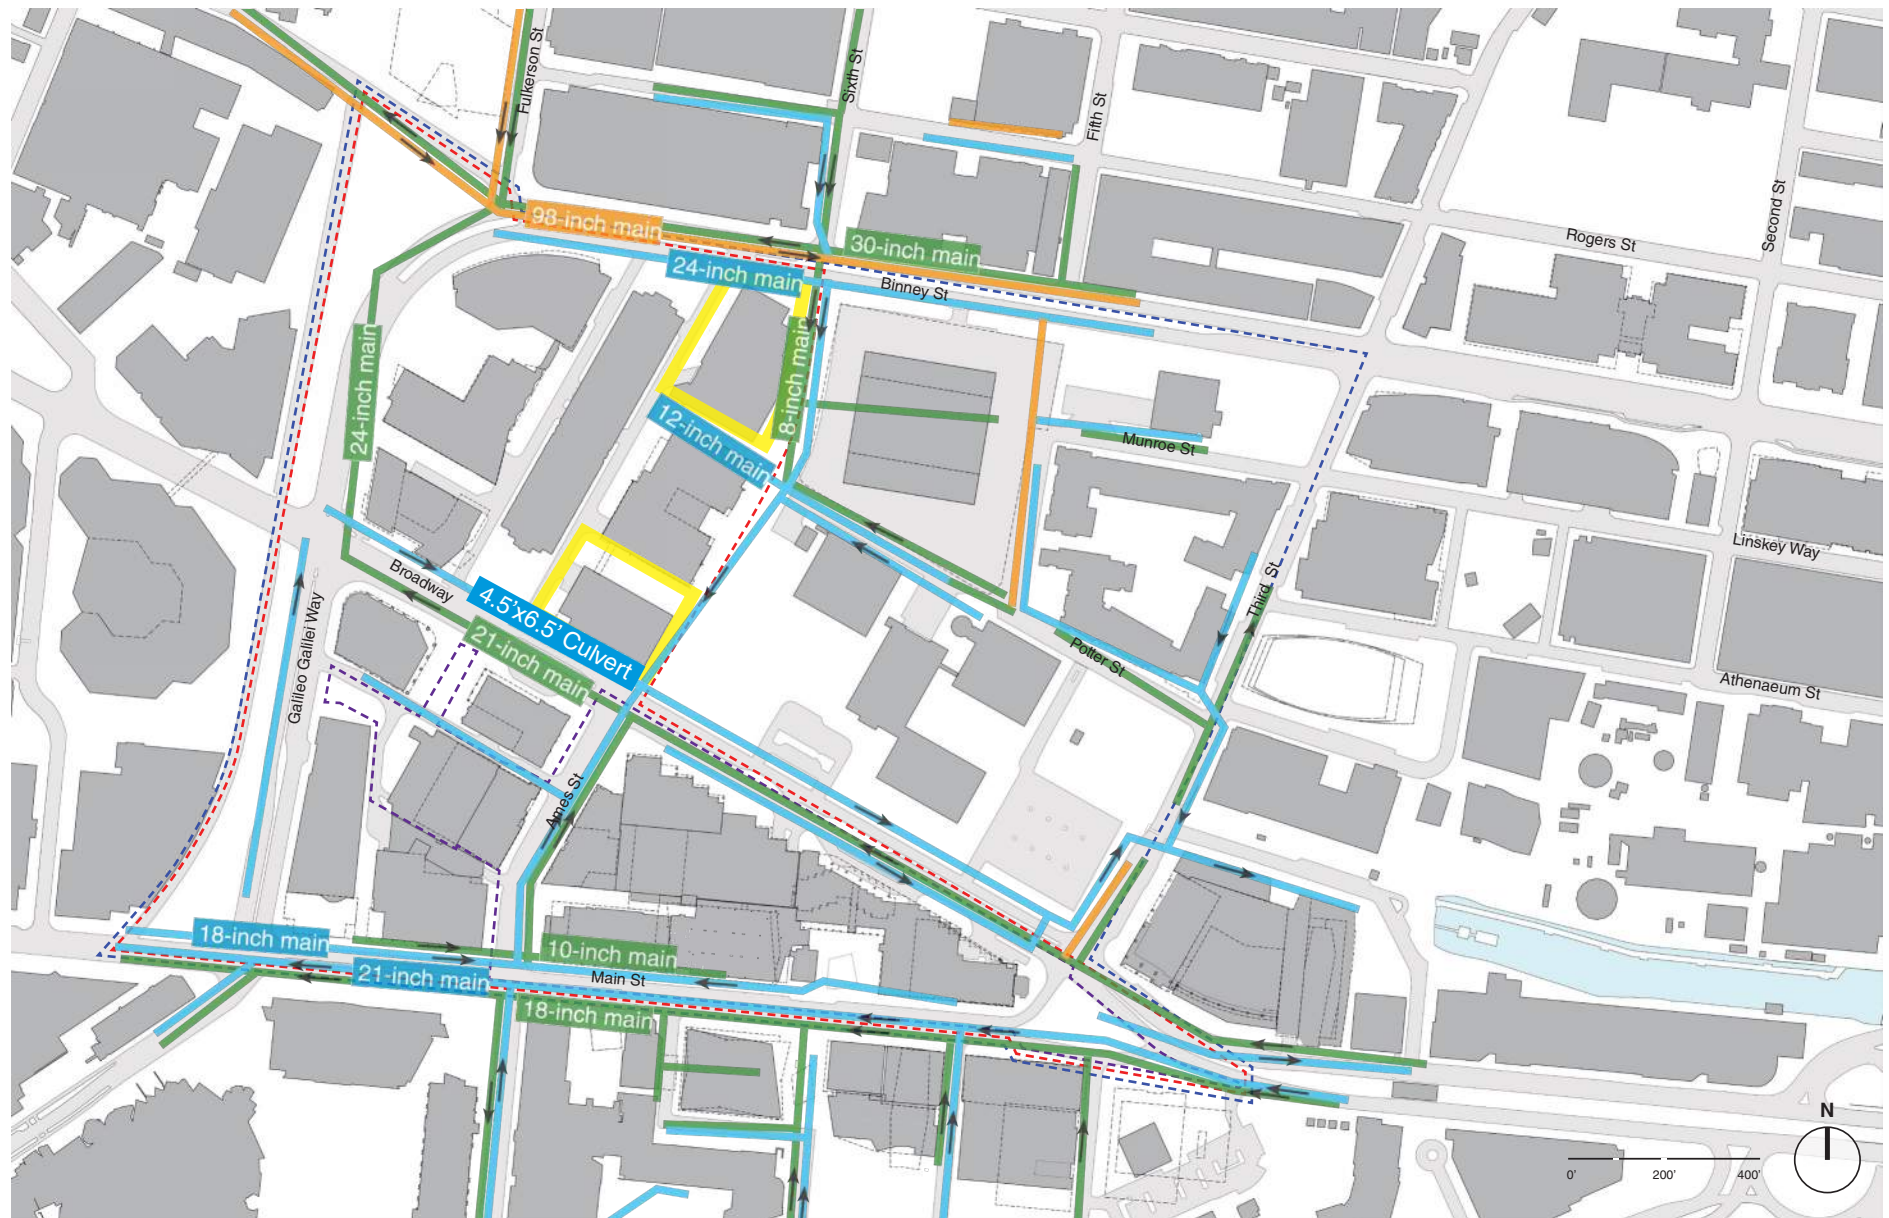 Fulkerson St
Sixth St
Fifth St
Second St
Rogers St
98-inch main
30-inch main
24-inch main
Binney St
8-inch main
24-inch main
12-inch main
Munroe St
Linskey Way
Broadway
4.5'x6.5' Culvert
21-inch main
Galileo Galilei Way
Third St
Potter St
Athenaeum St
Ames St
18-inch main
10-inch main
21-inch main
Main St
18-inch main
N
0' 200' 400'